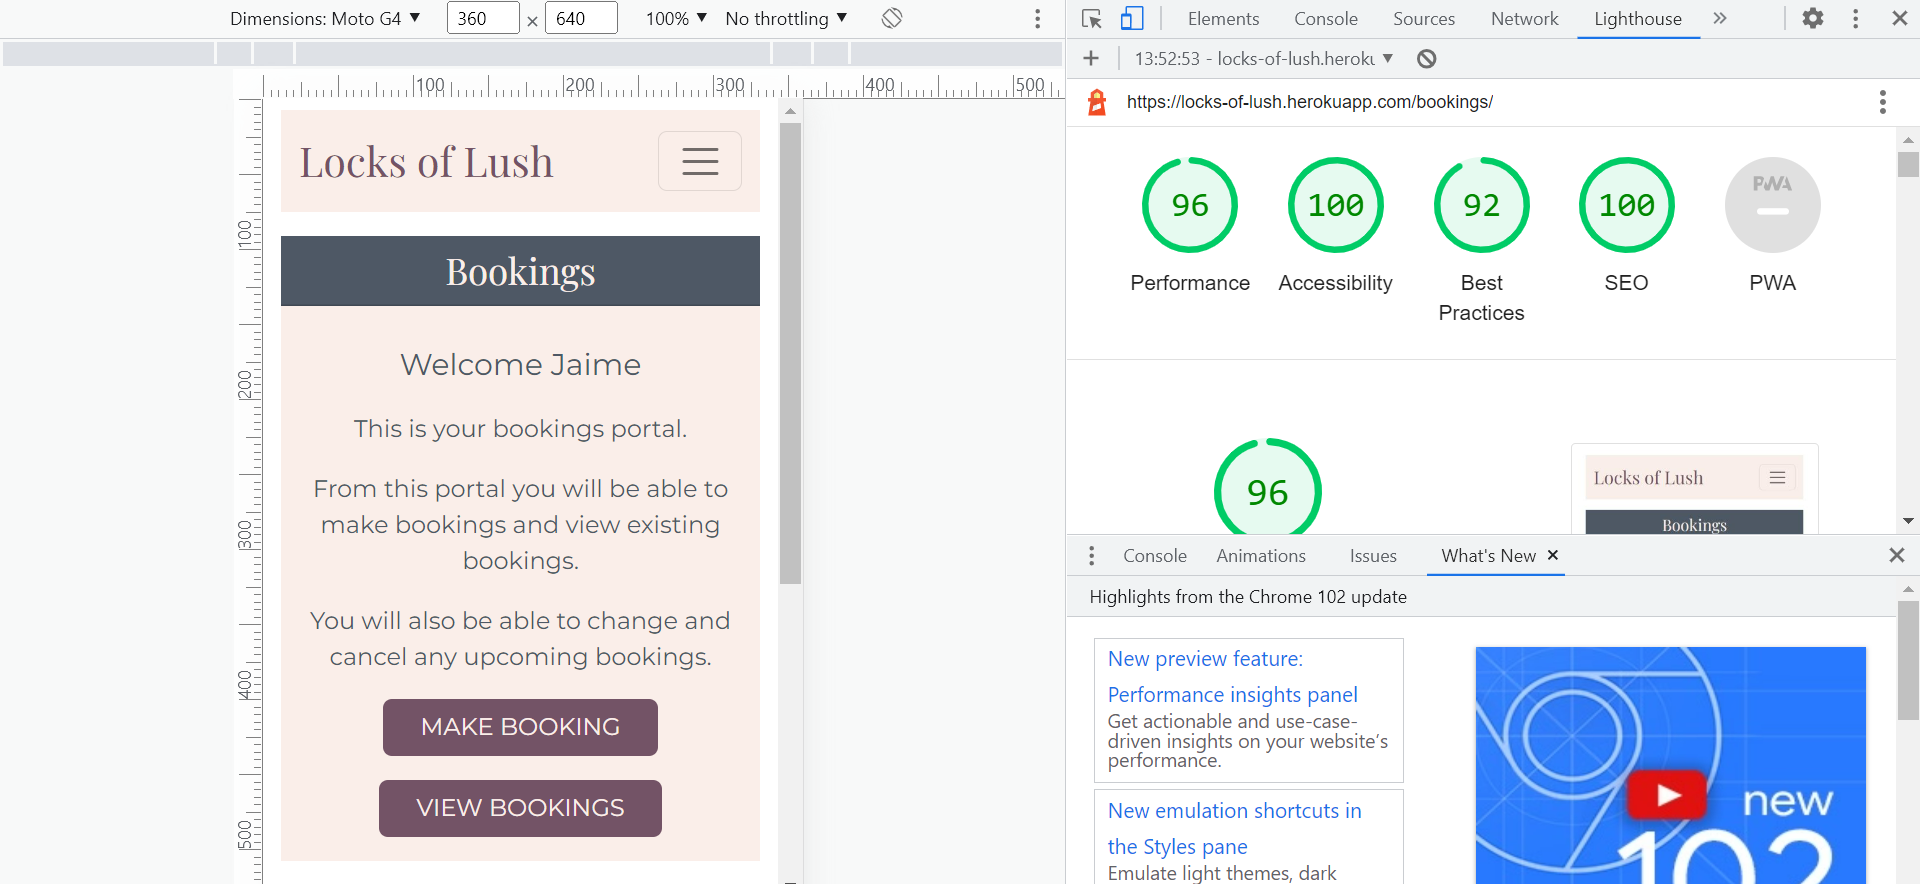 Dimensions: Moto G4 ▼ 360 × 640 100% ▼ No throttling ▼
100 200 300 400 500
100
200
300
400
500
Locks of Lush
Bookings
Welcome Jaime
This is your bookings portal.
From this portal you will be able to
make bookings and view existing
bookings.
You will also be able to change and
cancel any upcoming bookings.
MAKE BOOKING
VIEW BOOKINGS
Elements Console Sources Network Lighthouse »
+ 13:52:53 - locks-of-lush.heroku ▼
https://locks-of-lush.herokuapp.com/bookings/
96 100 92 100 PWA
Performance Accessibility Best Practices SEO PWA
96
Locks of Lush
Bookings
Console Animations Issues What's New ×
Highlights from the Chrome 102 update
New preview feature:
Performance insights panel
Get actionable and use-case-
driven insights on your website's
performance.
New emulation shortcuts in
the Styles pane
Emulate light themes, dark
new
102